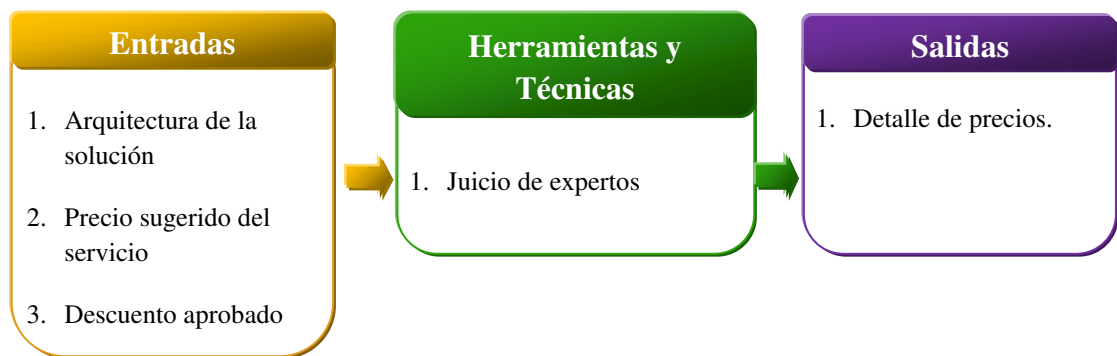 Entradas
1. Arquitectura de la
solución
2. Precio sugerido del
servicio
3. Descuento aprobado
Herramientas y
Técnicas
1. Juicio de expertos
Salidas
1. Detalle de precios.